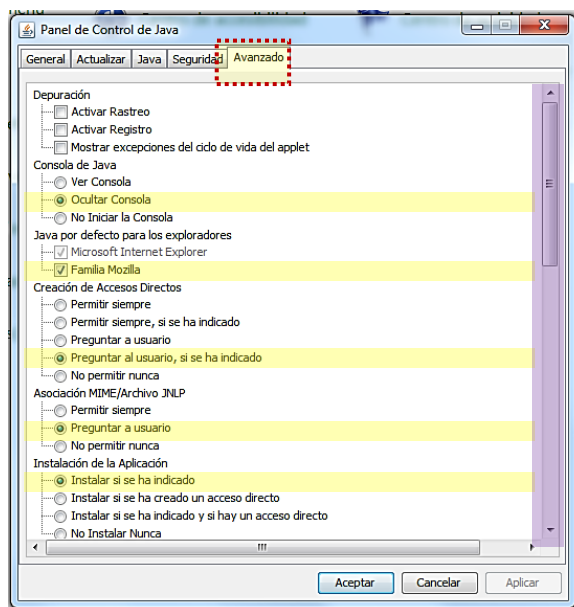 Panel de Control de Java
General Actualizar Java Seguridad Avanzado
Depuración
Activar Rastreo
Activar Registro
Mostrar excepciones del ciclo de vida del applet
Consola de Java
Ver Consola
Ocultar Consola
No Iniciar la Consola
Java por defecto para los exploradores
Microsoft Internet Explorer
Familia Mozilla
Creación de Accesos Directos
Permitir siempre
Permitir siempre, si se ha indicado
Preguntar a usuario
Preguntar al usuario, si se ha indicado
No permitir nunca
Asociación MIME/Archivo JNLP
Permitir siempre
Preguntar a usuario
No permitir nunca
Instalación de la Aplicación
Instalar si se ha indicado
Instalar si se ha creado un acceso directo
Instalar si se ha indicado y si hay un acceso directo
No Instalar Nunca
Aceptar Cancelar Aplicar